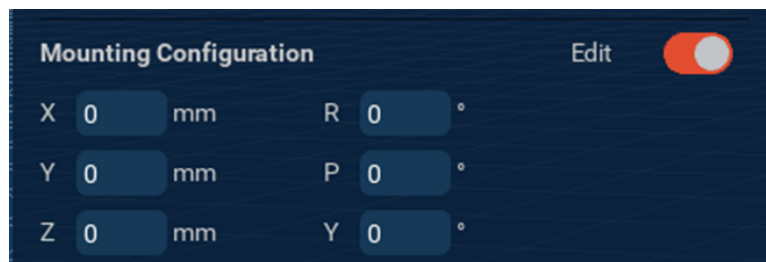 Mounting Configuration Edit
X 0 mm R 0 °
Y 0 mm P 0 °
Z 0 mm Y 0 °